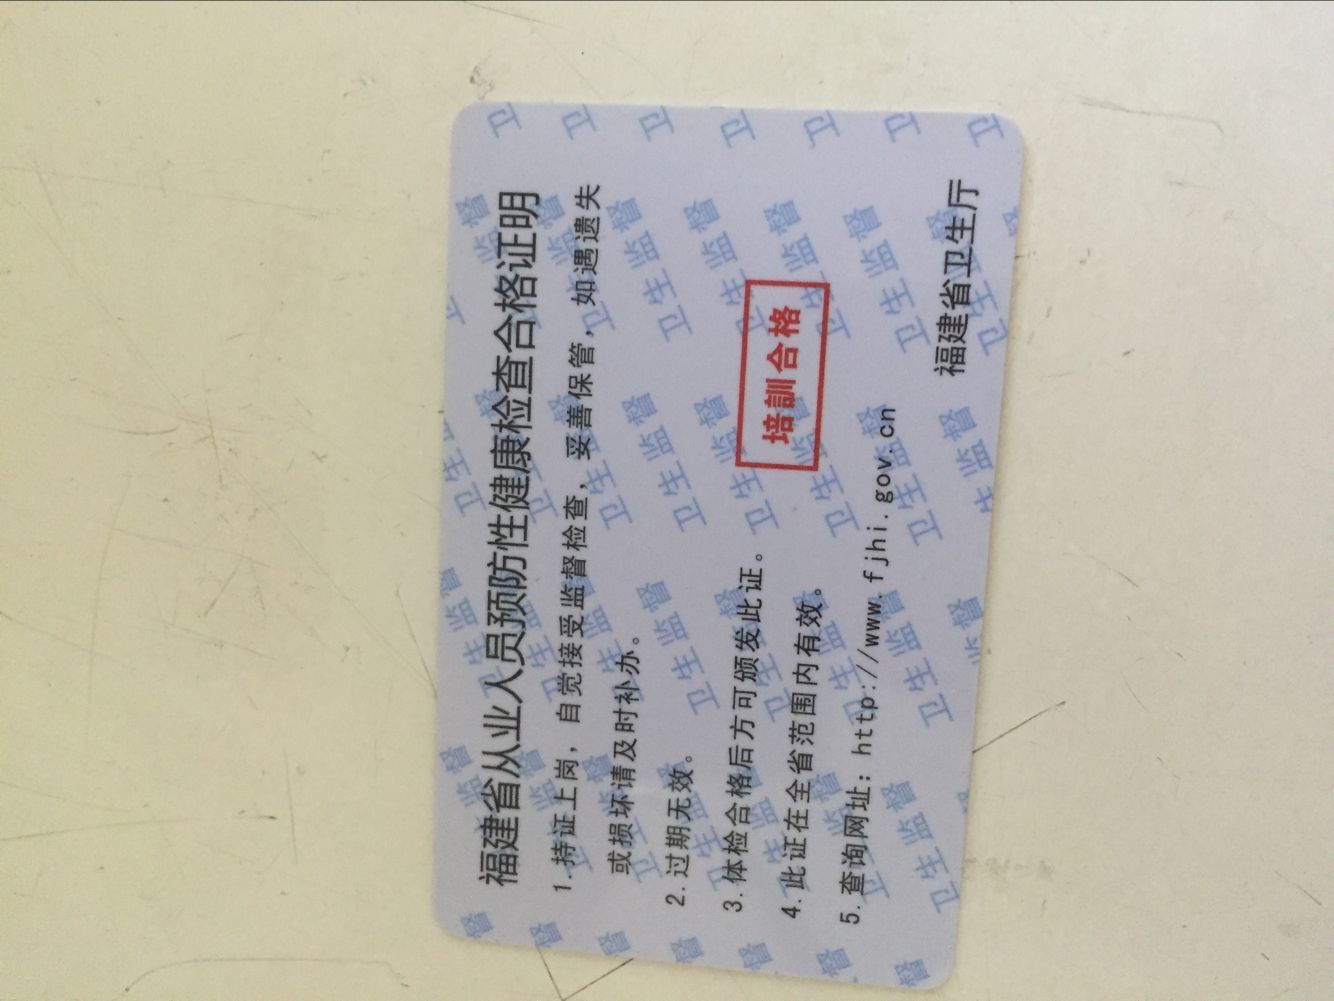 福建省从业人员预防性健康检查合格证明
1.持证上岗，自觉接受监督检查，妥善保管，如遇遗失
或损坏请及时补办。
2.过期无效。
3.体检合格后方可颁发此证。
4.此证在全省范围内有效。
5.查询网址：http://www.fjhi.gov.cn
培訓合格
福建省卫生厅